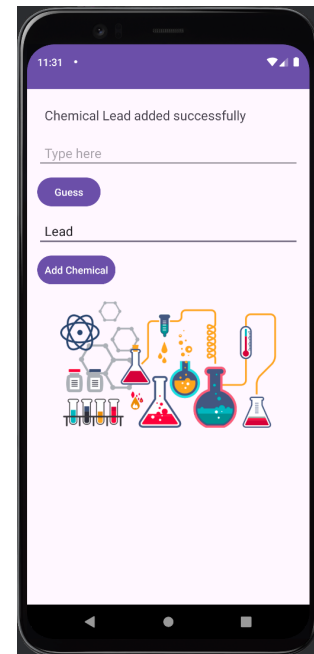 11:31
Chemical Lead added successfully
Type here
Guess
Lead
Add Chemical